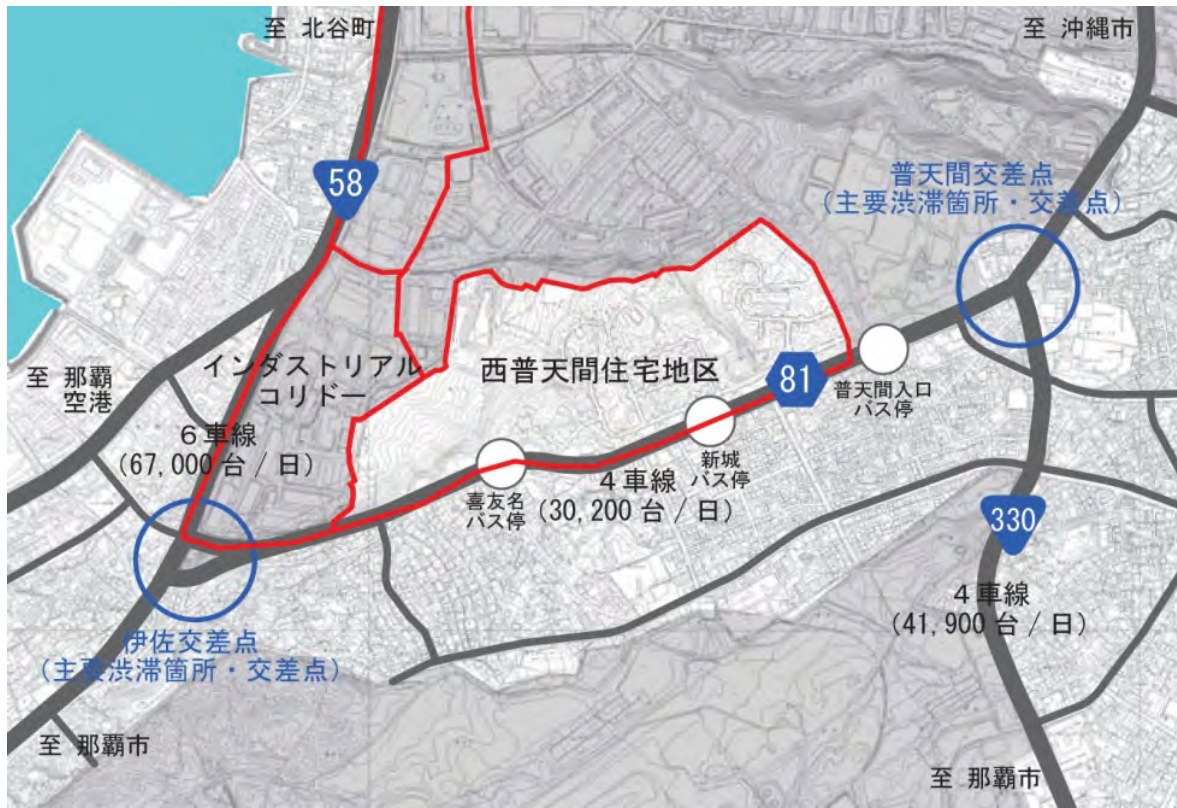 至 北谷町
至 沖縄市
58
普天間交差点
（主要渋滞箇所・交差点）
インダストリアル
コリドー
西普天間住宅地区
81
普天間入口
バス停
至 那覇
空港
６車線
（67,000 台 / 日）
新城
バス停
喜友名
バス停
４車線
（30,200 台 / 日）
330
４車線
（41,900 台 / 日）
伊佐交差点
（主要渋滞箇所・交差点）
至 那覇市
至 那覇市